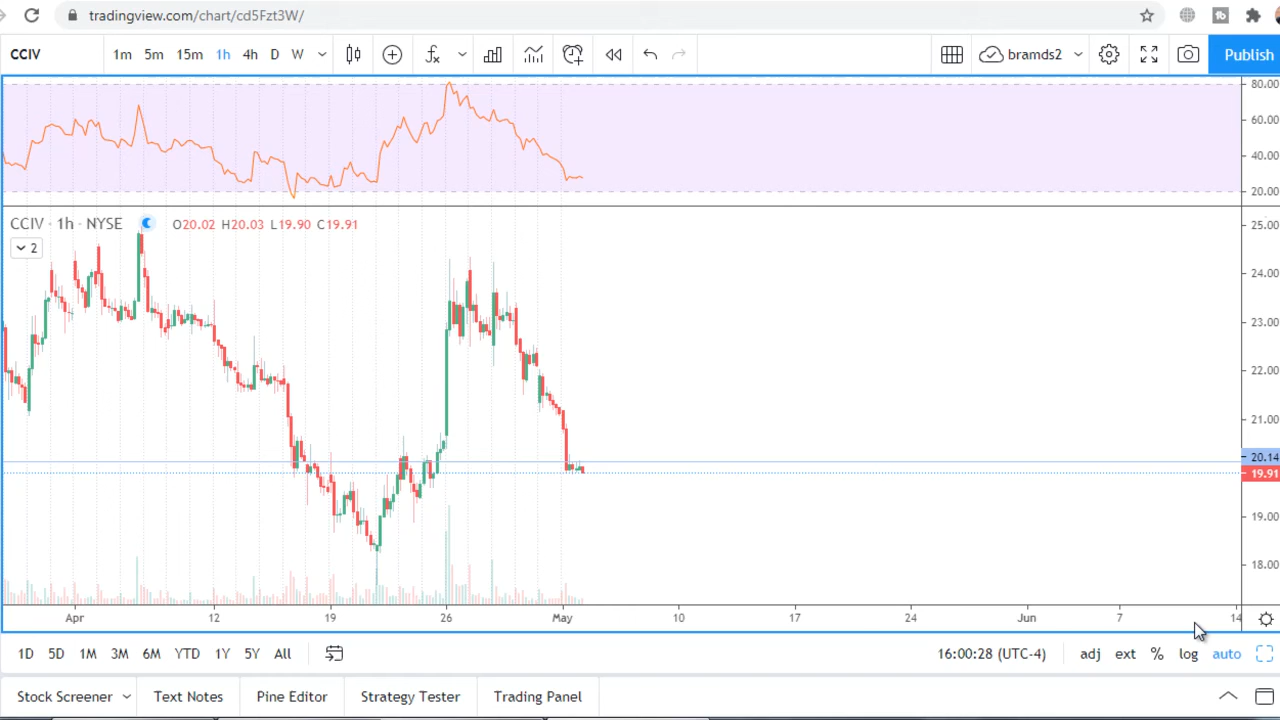 tradingview.com/chart/cd5Fzt3W/
CCIV 1m 5m 15m 1h 4h D W bramds2 Publish
80.00
60.00
40.00
20.00
CCIV · 1h · NYSE O20.02 H20.03 L19.90 C19.91
2
25.00
24.00
23.00
22.00
21.00
20.14
19.91
19.00
18.00
Apr 12 19 26 May 10 17 24 Jun 7 14
1D 5D 1M 3M 6M YTD 1Y 5Y All 16:00:28 (UTC-4) adj ext % log auto
Stock Screener Text Notes Pine Editor Strategy Tester Trading Panel